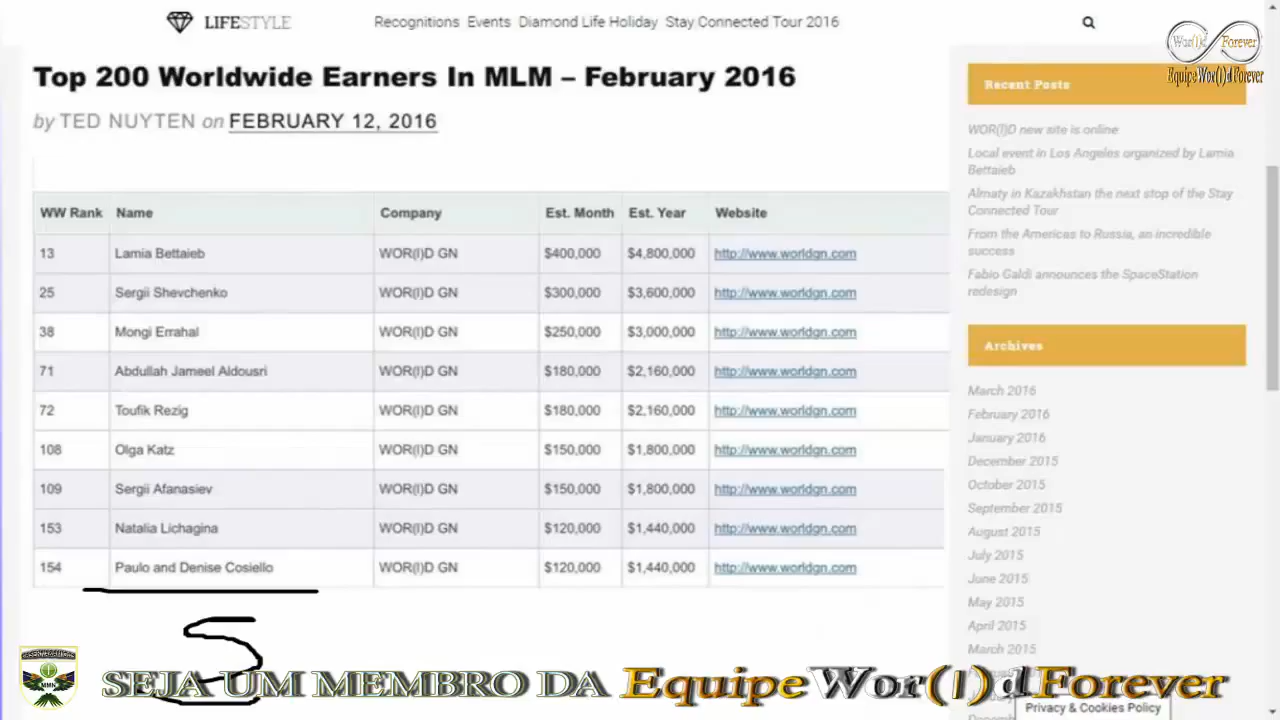 LIFESTYLE Recognitions Events Diamond Life Holiday Stay Connected Tour 2016
Wor(l)d Forever
Equipe Wor(l)d Forever
Top 200 Worldwide Earners In MLM – February 2016
by TED NUYTEN on FEBRUARY 12, 2016
WW Rank Name Company Est. Month Est. Year Website
13 Lamia Bettaieb WOR(l)D GN $400,000 $4,800,000 http://www.worldgn.com
25 Sergii Shevchenko WOR(l)D GN $300,000 $3,600,000 http://www.worldgn.com
38 Mongi Errahal WOR(l)D GN $250,000 $3,000,000 http://www.worldgn.com
71 Abdullah Jameel Aldousri WOR(l)D GN $180,000 $2,160,000 http://www.worldgn.com
72 Toufik Rezig WOR(l)D GN $180,000 $2,160,000 http://www.worldgn.com
108 Olga Katz WOR(l)D GN $150,000 $1,800,000 http://www.worldgn.com
109 Sergii Afanasiev WOR(l)D GN $150,000 $1,800,000 http://www.worldgn.com
153 Natalia Lichagina WOR(l)D GN $120,000 $1,440,000 http://www.worldgn.com
154 Paulo and Denise Cosiello WOR(l)D GN $120,000 $1,440,000 http://www.worldgn.com
Recent Posts
WOR(l)D new site is online
Local event in Los Angeles organized by Lamia
Bettaieb
Almaty in Kazakhstan the next stop of the Stay
Connected Tour
From the Americas to Russia, an incredible
success
Fabio Galdi announces the SpaceStation
redesign
Archives
March 2016
February 2016
January 2016
December 2015
October 2015
September 2015
August 2015
July 2015
June 2015
May 2015
April 2015
March 2015
Privacy & Cookies Policy
MMN
SEJA UM MEMBRO DA Equipe Wor(l)d Forever